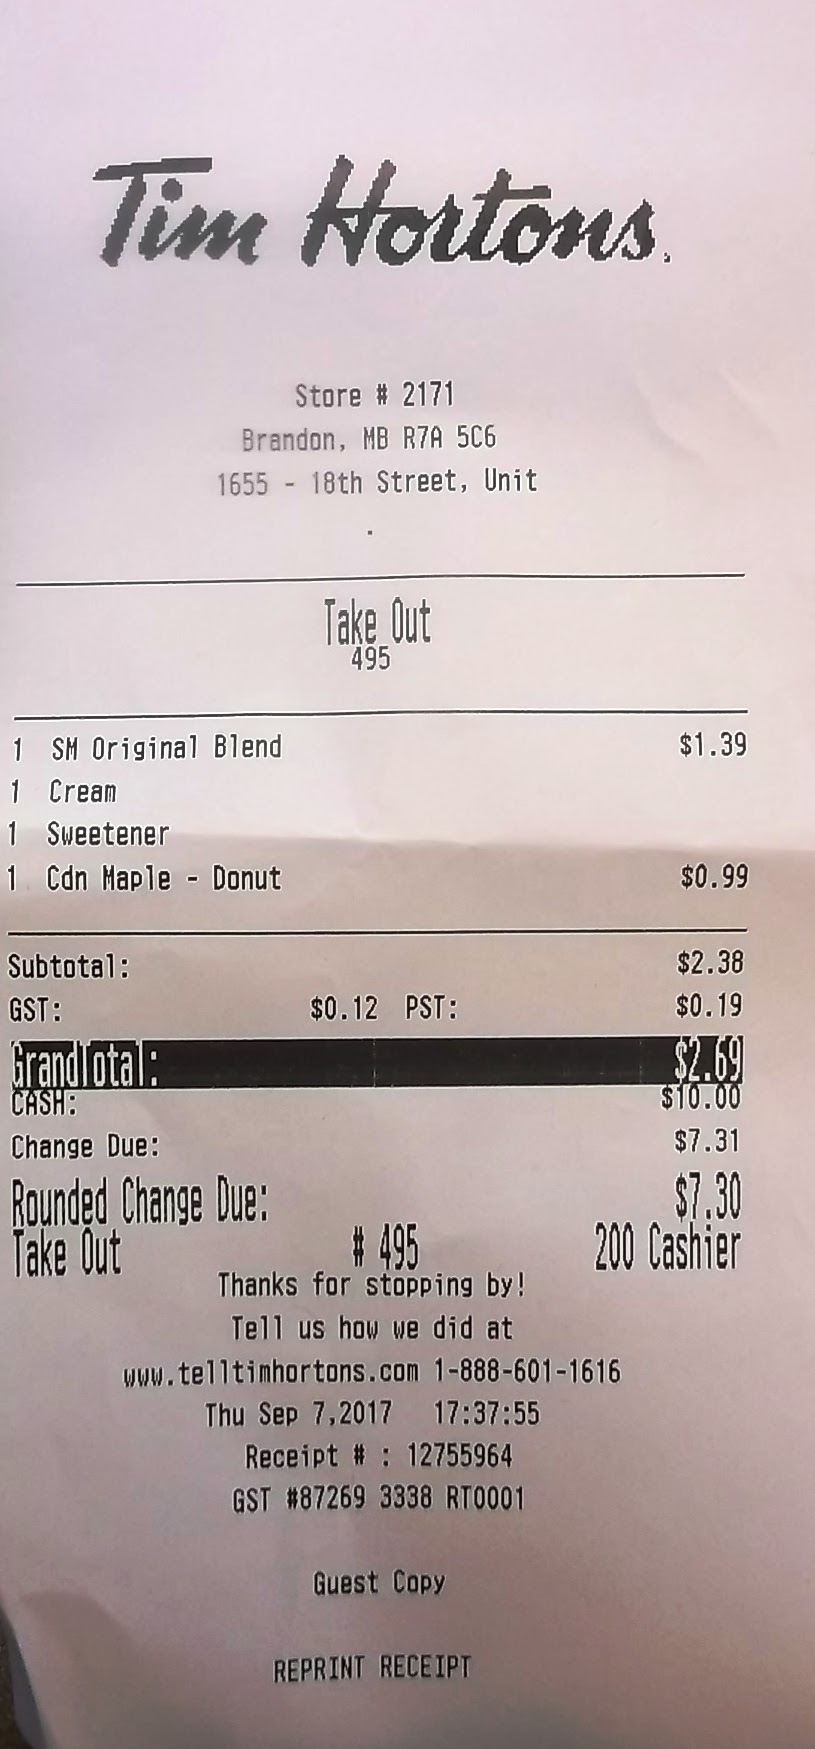 Tim Hortons.
Store # 2171
Brandon, MB R7A 5C6
1655 - 18th Street, Unit
.
Take Out
495
1 SM Original Blend $1.39
1 Cream
1 Sweetener
1 Cdn Maple - Donut $0.99
Subtotal: $2.38
GST: $0.12 PST: $0.19
GrandTotal: $2.69
CASH: $10.00
Change Due: $7.31
Rounded Change Due: $7.30
Take Out # 495 200 Cashier
Thanks for stopping by!
Tell us how we did at
www.telltimhortons.com 1-888-601-1616
Thu Sep 7,2017 17:37:55
Receipt # : 12755964
GST #87269 3338 RT0001
Guest Copy
REPRINT RECEIPT